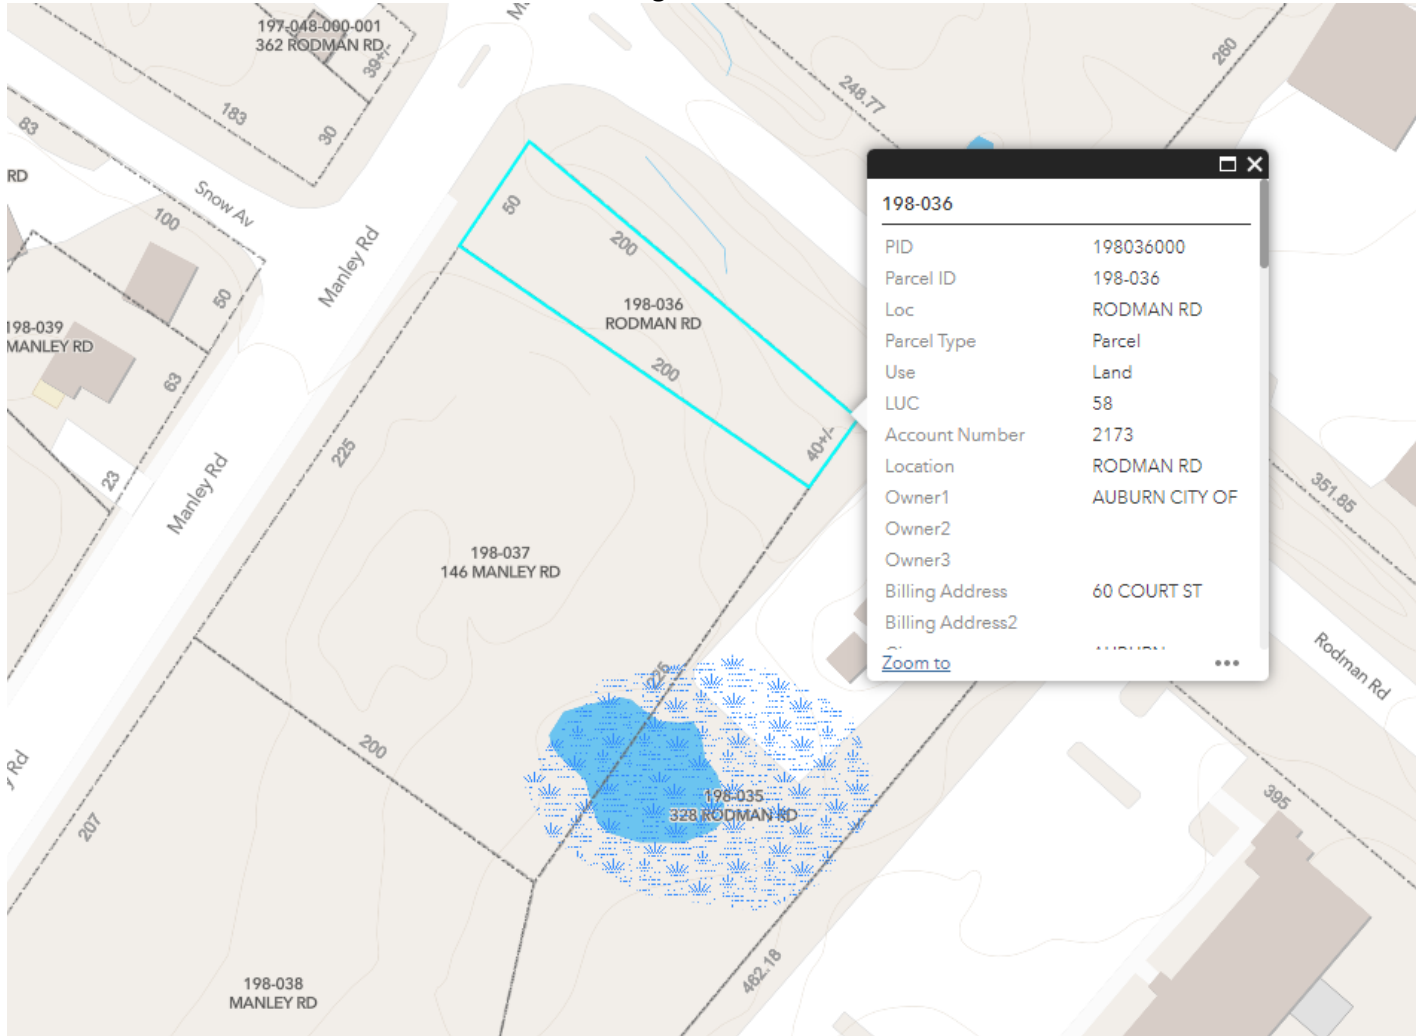 197-048-000-001
362 RODMAN RD
39+/-
183
30
83
RD
Snow Av
100
Manley Rd
50
248.77
260
50
200
198-036
RODMAN RD
200
40+/-
198-039
MANLEY RD
63
23
Manley Rd
225
198-037
146 MANLEY RD
225
200
207
198-035
328 RODMAN RD
198-038
MANLEY RD
462.18
351.85
Rodman Rd
395
Rd
198-036
PID 198036000
Parcel ID 198-036
Loc RODMAN RD
Parcel Type Parcel
Use Land
LUC 58
Account Number 2173
Location RODMAN RD
Owner1 AUBURN CITY OF
Owner2
Owner3
Billing Address 60 COURT ST
Billing Address2
Zoom to